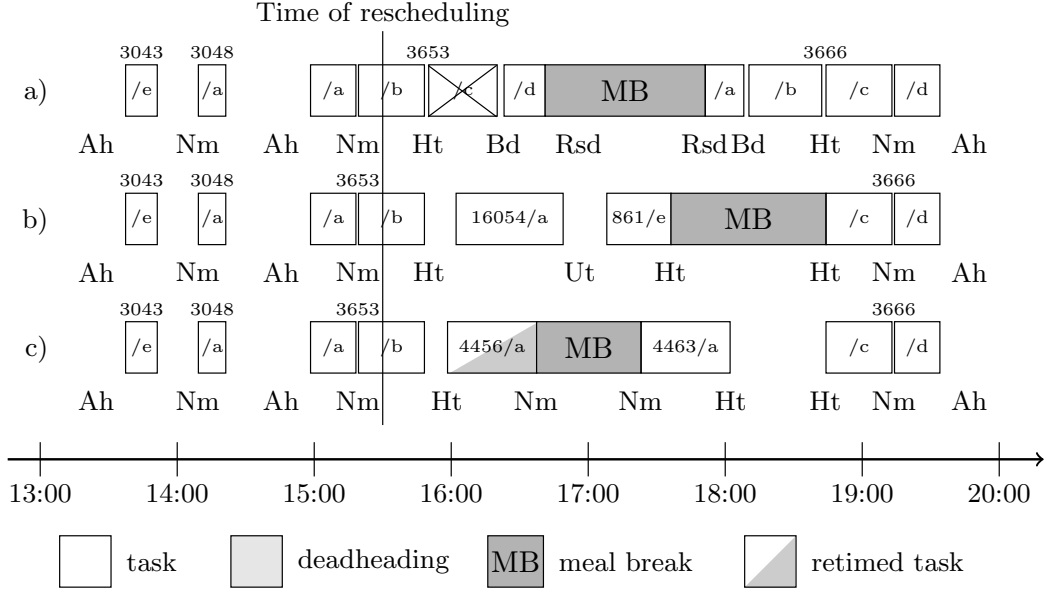 Time of rescheduling
3043 3048 3653 3666
a) /e /a /a /b /c /d MB /a /b /c /d
Ah Nm Ah Nm Ht Bd Rsd Rsd Bd Ht Nm Ah
3043 3048 3653 3666
b) /e /a /a /b 16054/a 861/e MB /c /d
Ah Nm Ah Nm Ht Ut Ht Ht Nm Ah
3043 3048 3653 3666
c) /e /a /a /b 4456/a MB 4463/a /c /d
Ah Nm Ah Nm Ht Nm Nm Ht Ht Nm Ah
13:00 14:00 15:00 16:00 17:00 18:00 19:00 20:00
task deadheading MB meal break retimed task